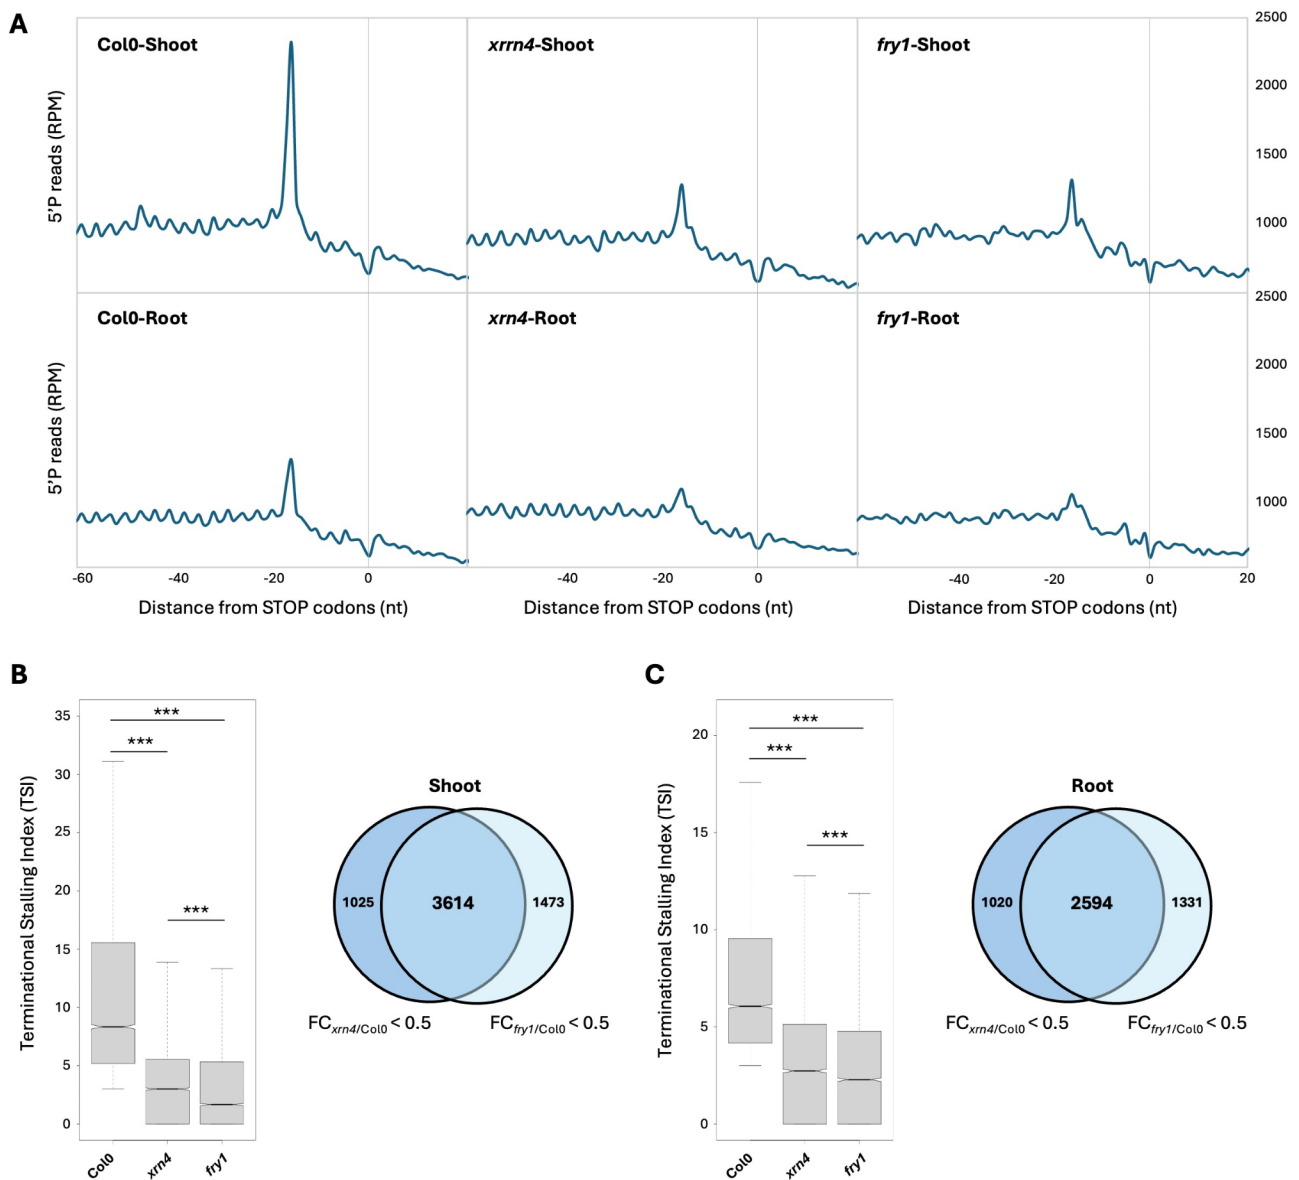 A
Col0-Shoot
xrrn4-Shoot
fry1-Shoot
2500
2000
1500
1000
5'P reads (RPM)
Col0-Root
xrn4-Root
fry1-Root
2500
2000
1500
1000
5'P reads (RPM)
-60 -40 -20 0 -40 -20 0 -40 -20 0 20
Distance from STOP codons (nt)
Distance from STOP codons (nt)
Distance from STOP codons (nt)
B
Terminational Stalling Index (TSI)
35
30
25
20
15
10
5
0
***
***
***
Col0
xrn4
fry1
Shoot
1025
3614
1473
FCxrn4/Col0 < 0.5
FCfry1/Col0 < 0.5
C
Terminational Stalling Index (TSI)
20
15
10
5
0
***
***
***
Col0
xrn4
fry1
Root
1020
2594
1331
FCxrn4/Col0 < 0.5
FCfry1/Col0 < 0.5